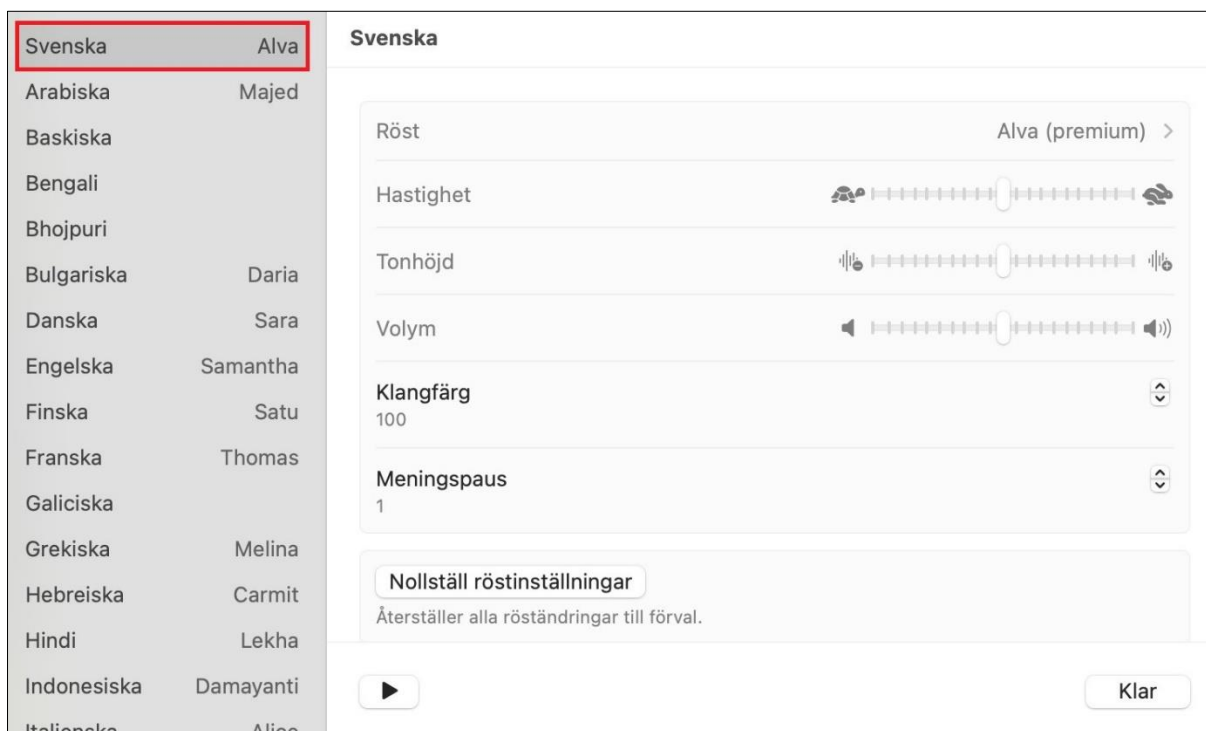 Svenska Alva
Arabiska Majed
Baskiska
Bengali
Bhojpuri
Bulgariska Daria
Danska Sara
Engelska Samantha
Finska Satu
Franska Thomas
Galiciska
Grekiska Melina
Hebreiska Carmit
Hindi Lekha
Indonesiska Damayanti
Italienska Alice
Svenska
Röst Alva (premium)
Hastighet
Tonhöjd
Volym
Klangfärg
100
Meningspaus
1
Nollställ röstinställningar
Återställer alla röständringar till förval.
Klar